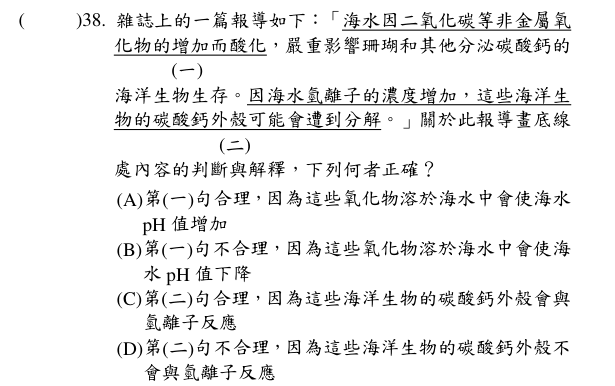 (　　)38. 雜誌上的一篇報導如下：「海水因二氧化碳等非金屬氧
化物的增加而酸化，嚴重影響珊瑚和其他分泌碳酸鈣的
(一)
海洋生物生存。因海水氫離子的濃度增加，這些海洋生
物的碳酸鈣外殼可能會遭到分解。」關於此報導畫底線
(二)
處內容的判斷與解釋，下列何者正確？
(A)第(一)句合理，因為這些氧化物溶於海水中會使海水
pH 值增加
(B)第(一)句不合理，因為這些氧化物溶於海水中會使海
水 pH 值下降
(C)第(二)句合理，因為這些海洋生物的碳酸鈣外殼會與
氫離子反應
(D)第(二)句不合理，因為這些海洋生物的碳酸鈣外殼不
會與氫離子反應